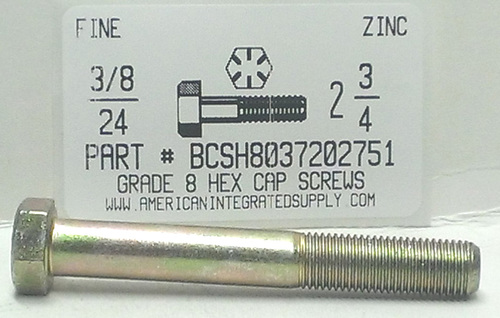 FINE ZINC
3/8
24
2 3/4
PART # BCSH8037202751
GRADE 8 HEX CAP SCREWS
WWW.AMERICANINTEGRATEDSUPPLY.COM